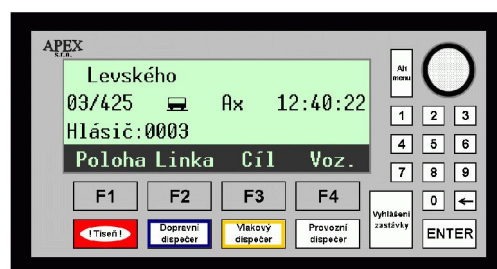 APEX
s.r.o.
Levského
03/425 Ax 12:40:22
Hlásič:0003
Poloha Linka Cíl Voz.
F1 F2 F3 F4
! Tiseň !
Dopravní
dispečer
Vlakový
dispečer
Provozní
dispečer
Alt
menu
1 2 3
4 5 6
7 8 9
0 ←
Vyhlášení
zastávky
ENTER